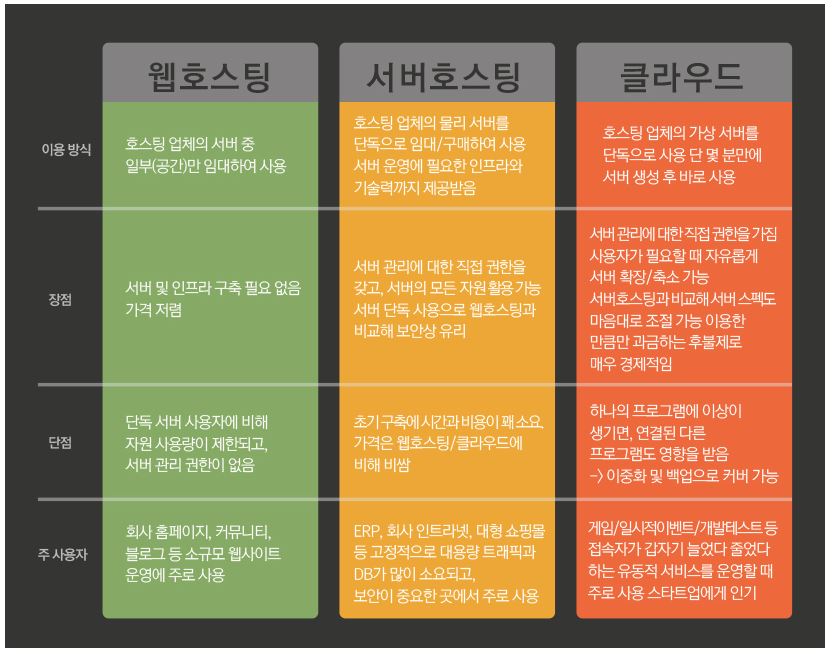 웹호스팅
서버호스팅
클라우드
이용 방식
호스팅 업체의 서버 중
일부(공간)만 임대하여 사용
호스팅 업체의 물리 서버를
단독으로 임대/구매하여 사용
서버 운영에 필요한 인프라와
기술력까지 제공받음
호스팅 업체의 가상 서버를
단독으로 사용 단 몇 분만에
서버 생성 후 바로 사용
장점
서버 및 인프라 구축 필요 없음
가격 저렴
서버 관리에 대한 직접 권한을
갖고, 서버의 모든 자원 활용 가능
서버 단독 사용으로 웹호스팅과
비교해 보안상 유리
서버 관리에 대한 직접 권한을 가짐
사용자가 필요할 때 자유롭게
서버 확장/축소 가능
서버호스팅과 비교해 서버 스펙도
마음대로 조절 가능 이용한
만큼만 과금하는 후불제로
매우 경제적임
단점
단독 서버 사용자에 비해
자원 사용량이 제한되고,
서버 관리 권한이 없음
초기 구축에 시간과 비용이 꽤 소요.
가격은 웹호스팅/클라우드에
비해 비쌈
하나의 프로그램에 이상이
생기면, 연결된 다른
프로그램도 영향을 받음
-> 이중화 및 백업으로 커버 가능
주 사용자
회사 홈페이지, 커뮤니티,
블로그 등 소규모 웹사이트
운영에 주로 사용
ERP, 회사 인트라넷, 대형 쇼핑몰
등 고정적으로 대용량 트래픽과
DB가 많이 소요되고,
보안이 중요한 곳에서 주로 사용
게임/일시적이벤트/개발테스트 등
접속자가 갑자기 늘었다 줄었다
하는 유동적 서비스를 운영할 때
주로 사용 스타트업에게 인기